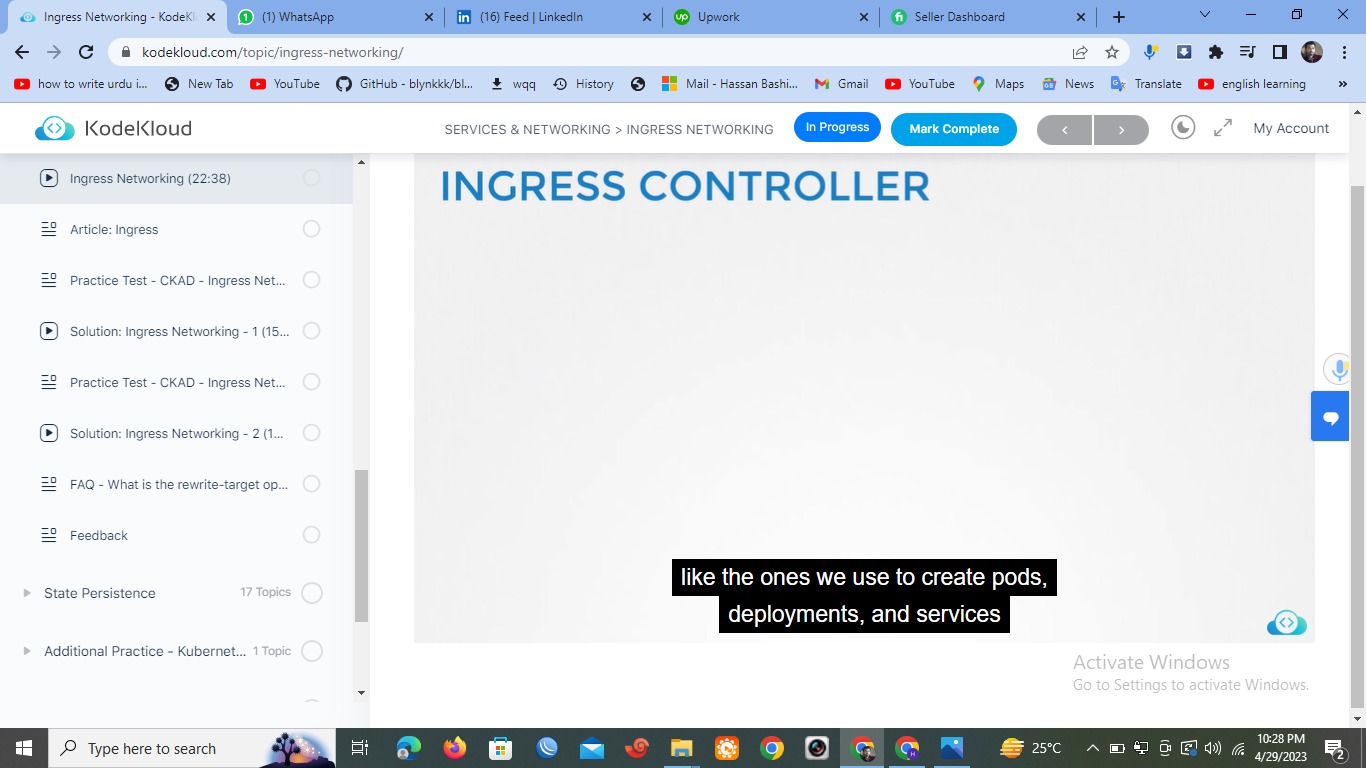 Ingress Networking - KodeKl
(1) WhatsApp
(16) Feed | LinkedIn
Upwork
Seller Dashboard
kodekloud.com/topic/ingress-networking/
how to write urdu i...
New Tab
YouTube
GitHub - blynkkk/bl...
wqq
History
Mail - Hassan Bashi...
Gmail
YouTube
Maps
News
Translate
english learning
KodeKloud
SERVICES & NETWORKING > INGRESS NETWORKING
In Progress
Mark Complete
My Account
Ingress Networking (22:38)
Article: Ingress
Practice Test - CKAD - Ingress Net...
Solution: Ingress Networking - 1 (15...
Practice Test - CKAD - Ingress Net...
Solution: Ingress Networking - 2 (1...
FAQ - What is the rewrite-target op...
Feedback
State Persistence
17 Topics
Additional Practice - Kubernet...
1 Topic
INGRESS CONTROLLER
like the ones we use to create pods,
deployments, and services
Activate Windows
Go to Settings to activate Windows.
Type here to search
25°C
10:28 PM
4/29/2023
2